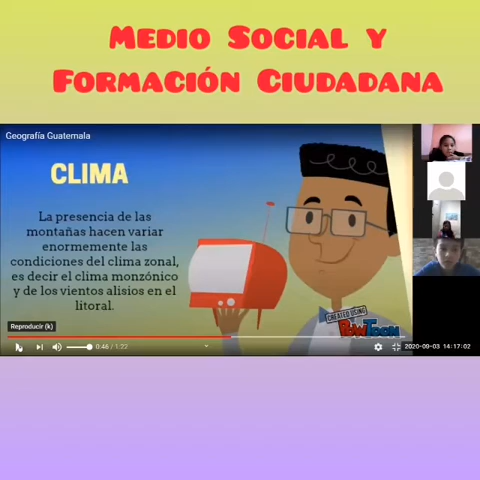 Medio Social y
Formación Ciudadana
Geografía Guatemala
CLIMA
La presencia de las
montañas hacen variar
enormemente las
condiciones del clima zonal,
es decir el clima monzónico
y de los vientos alisios en el
litoral.
CREATED USING
POWTOON
Reproducir (k)
0:46 / 1:22
2020-09-03 14:17:02